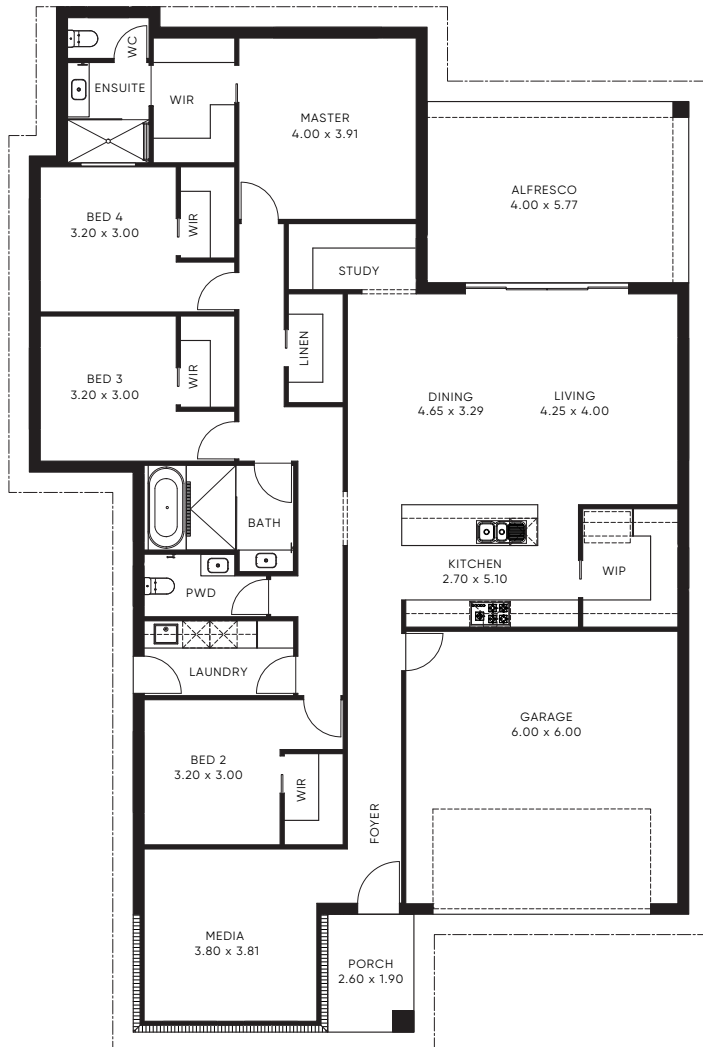 WC
ENSUITE
WIR
MASTER
4.00 x 3.91
ALFRESCO
4.00 x 5.77
BED 4
3.20 x 3.00
WIR
STUDY
LINEN
BED 3
3.20 x 3.00
WIR
DINING
4.65 x 3.29
LIVING
4.25 x 4.00
BATH
KITCHEN
2.70 x 5.10
WIP
PWD
LAUNDRY
GARAGE
6.00 x 6.00
BED 2
3.20 x 3.00
WIR
FOYER
MEDIA
3.80 x 3.81
PORCH
2.60 x 1.90